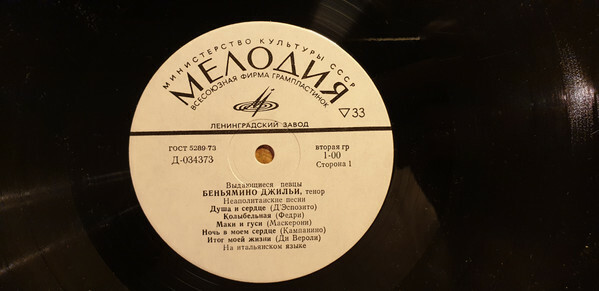 МИНИСТЕРСТВО КУЛЬТУРЫ СССР
МЕЛОДИЯ
ВСЕСОЮЗНАЯ ФИРМА ГРАМПЛАСТИНОК
▽33
ЛЕНИНГРАДСКИЙ ЗАВОД
ГОСТ 5289-73
вторая гр
Д-034373
1-00
Сторона 1
Выдающиеся певцы
БЕНЬЯМИНО ДЖИЛЬИ, тенор
Неаполитанские песни
Душа и сердце (Д'Эспозито)
Колыбельная (Федри)
Маки и гуси (Маскерони)
Ночь в моем сердце (Кампанино)
Итог моей жизни (Ди Вероли)
На итальянском языке